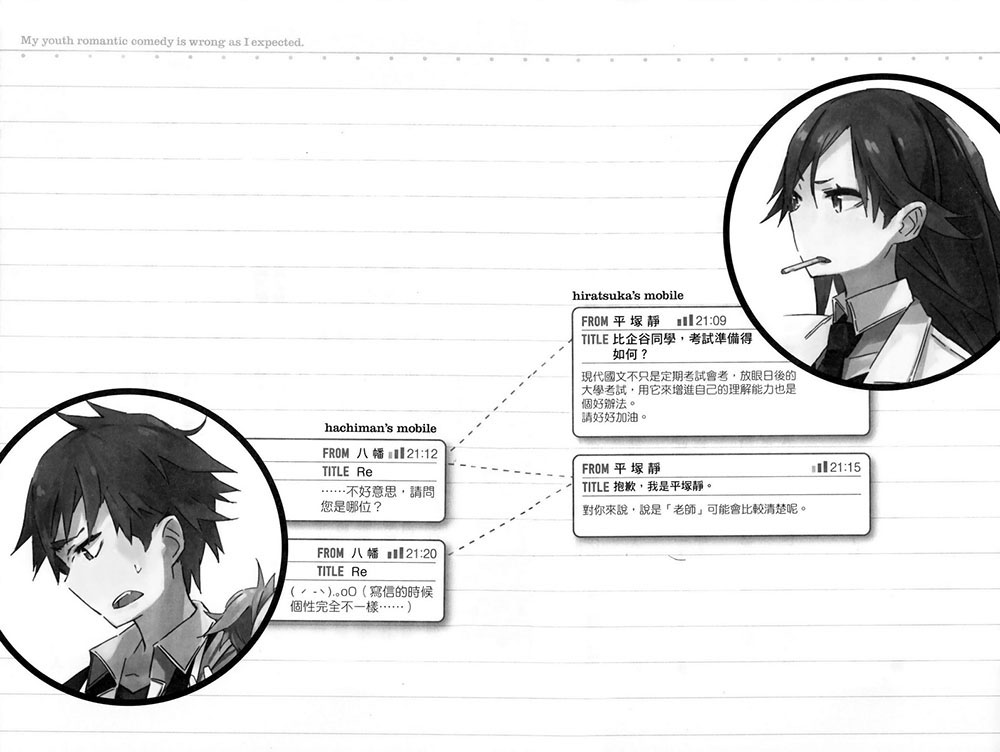 My youth romantic comedy is wrong as I expected.
hiratsuka's mobile
FROM 平塚靜 21:09
TITLE 比企谷同學，考試準備得
如何？
現代國文不只是定期考試會考，放眼日後的
大學考試，用它來增進自己的理解能力也是
個好辦法。
請好好加油。
hachiman's mobile
FROM 八幡 21:12
TITLE Re
……不好意思，請問
您是哪位？
FROM 平塚靜 21:15
TITLE 抱歉，我是平塚靜。
對你來說，說是「老師」可能會比較清楚呢。
FROM 八幡 21:20
TITLE Re
(ˊ-ˋ).｡oO（寫信的時候
個性完全不一樣……）